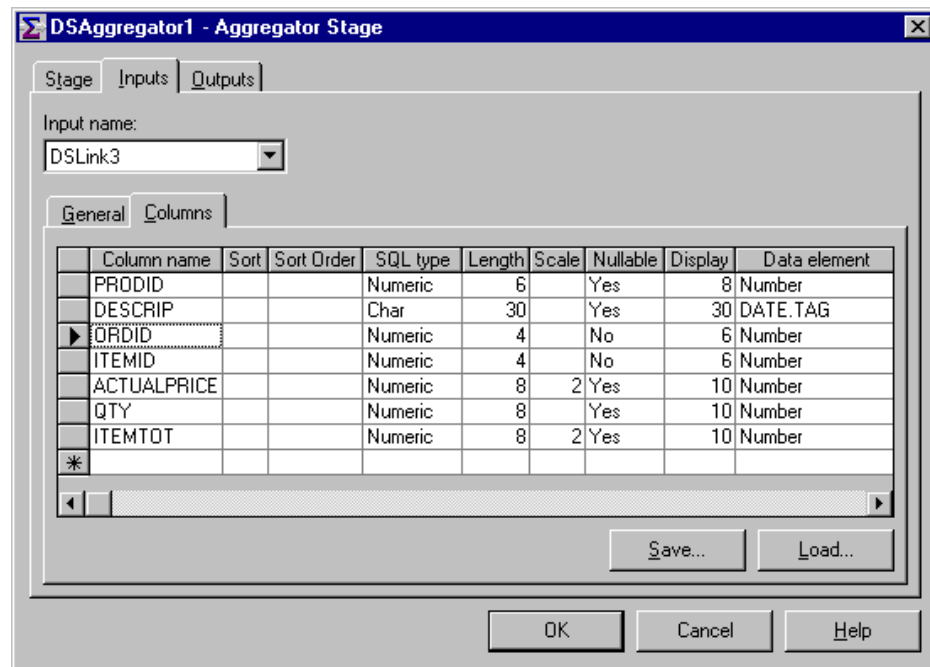 DSAggregator1 - Aggregator Stage
Stage Inputs Outputs
Input name:
DSLink3
General Columns
Column name Sort Sort Order SQL type Length Scale Nullable Display Data element
PRODID Numeric 6 Yes 8 Number
DESCRIP Char 30 Yes 30 DATE.TAG
ORDID Numeric 4 No 6 Number
ITEMID Numeric 4 No 6 Number
ACTUALPRICE Numeric 8 2 Yes 10 Number
QTY Numeric 8 Yes 10 Number
ITEMTOT Numeric 8 2 Yes 10 Number
Save... Load...
OK Cancel Help